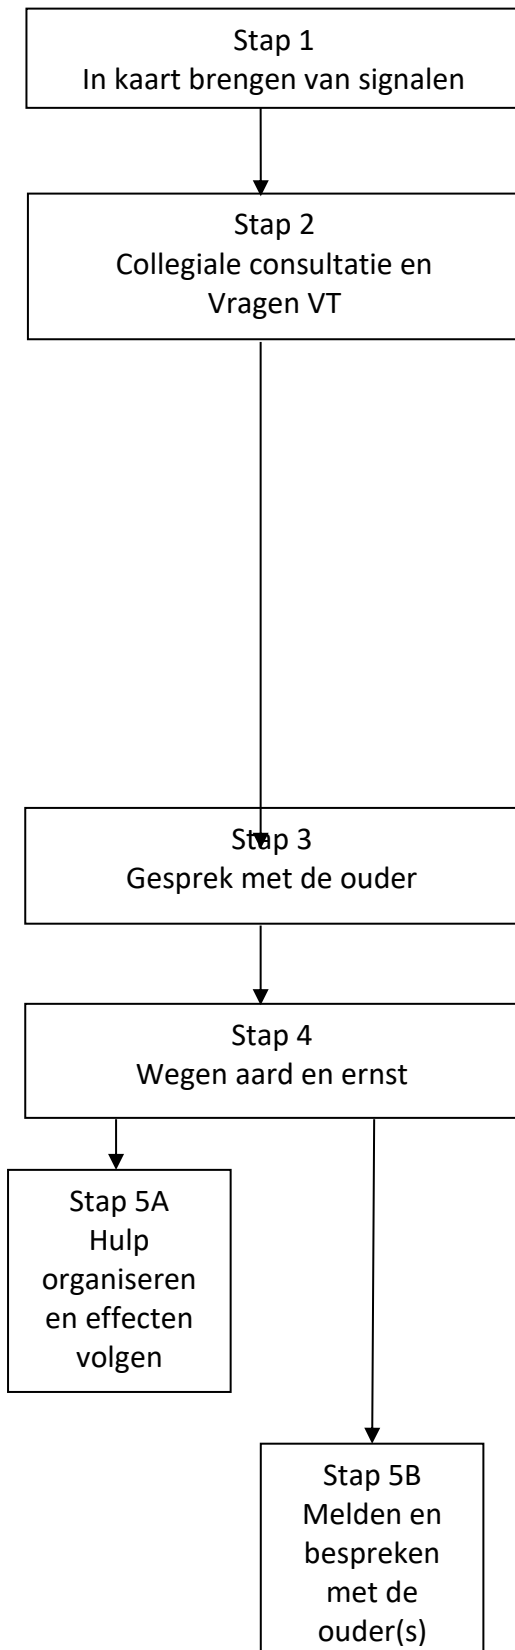 Stap 1
In kaart brengen van signalen
Stap 2
Collegiale consultatie en
Vragen VT
Stap 3
Gesprek met de ouder
Stap 4
Wegen aard en ernst
Stap 5A
Hulp
organiseren
en effecten
volgen
Stap 5B
Melden en
bespreken
met de
ouder(s)